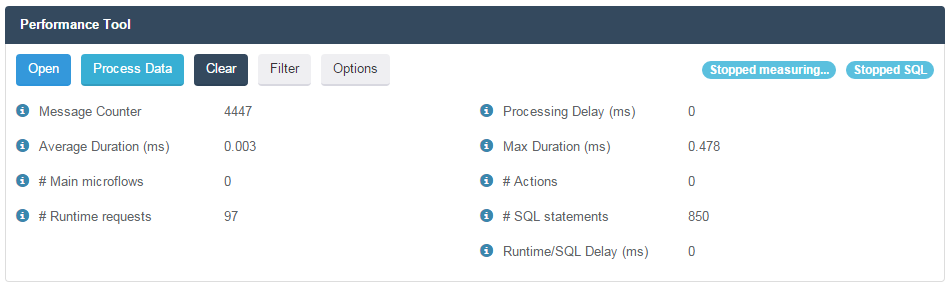 Performance Tool
Open Process Data Clear Filter Options Stopped measuring... Stopped SQL
Message Counter 4447 Processing Delay (ms) 0
Average Duration (ms) 0.003 Max Duration (ms) 0.478
# Main microflows 0 # Actions 0
# Runtime requests 97 # SQL statements 850
Runtime/SQL Delay (ms) 0